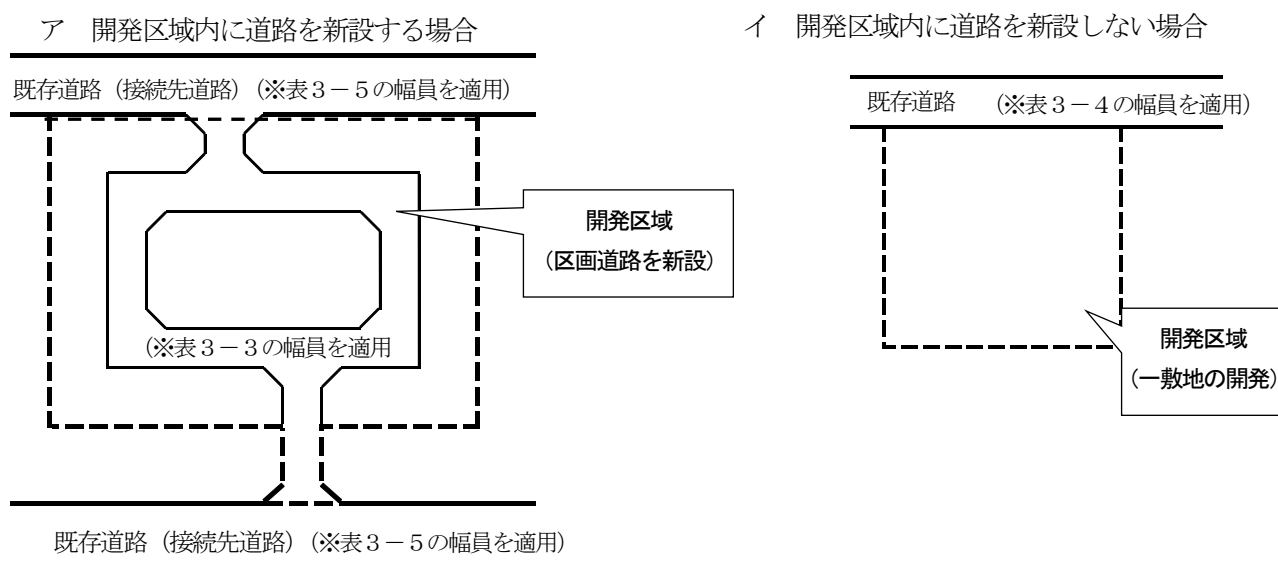 ア　開発区域内に道路を新設する場合
既存道路（接続先道路）（※表３－５の幅員を適用）
開発区域
（区画道路を新設）
（※表３－３の幅員を適用
既存道路（接続先道路）（※表３－５の幅員を適用）
イ　開発区域内に道路を新設しない場合
既存道路　（※表３－４の幅員を適用）
開発区域
（一敷地の開発）